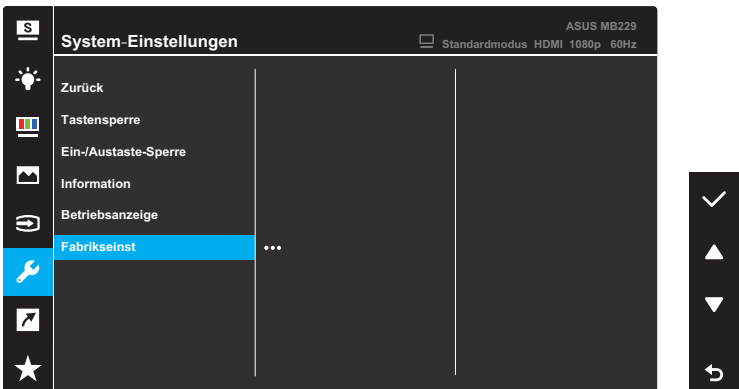 S
ASUS MB229
System-Einstellungen
Standardmodus HDMI 1080p 60Hz
Zurück
Tastensperre
Ein-/Austaste-Sperre
Information
Betriebsanzeige
Fabrikseinst •••